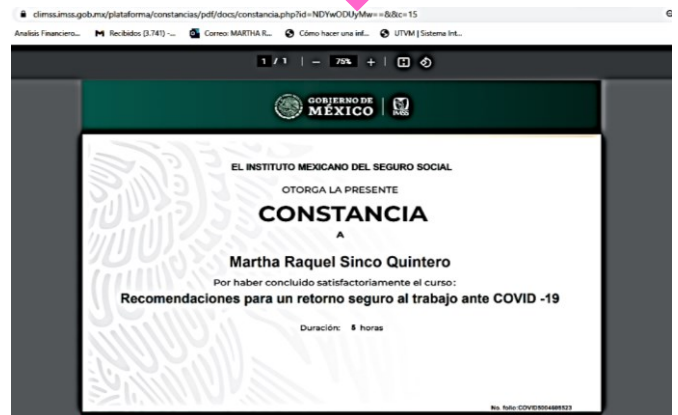 climss.imss.gob.mx/plataforma/constancias/pdf/docs/constancia.php?id=NDYwODUyMw==&&c=15
Analisis Financiero... Recibidos (3.741) -... Correo: MARTHA R... Cómo hacer una inf... UTVM | Sistema Int...
1 / 1 | — 75% +
GOBIERNO DE
MÉXICO
IMSS
EL INSTITUTO MEXICANO DEL SEGURO SOCIAL
OTORGA LA PRESENTE
CONSTANCIA
A
Martha Raquel Sinco Quintero
Por haber concluido satisfactoriamente el curso:
Recomendaciones para un retorno seguro al trabajo ante COVID -19
Duración: 5 horas
No. folio: